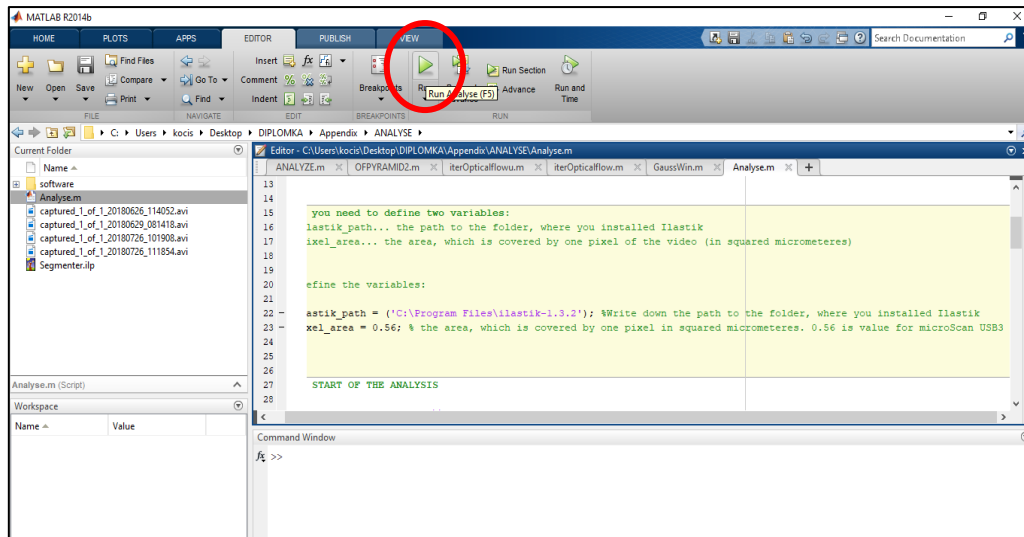 MATLAB R2014b
HOME PLOTS APPS EDITOR PUBLISH VIEW
Search Documentation
New Open Save
Find Files
Compare
Print
Go To
Find
Insert fx
Comment
Indent
Breakpoints
Run
Run Section
Advance
Run and
Time
Run Analyse (F5)
FILE NAVIGATE EDIT BREAKPOINTS RUN
C: Users kocis Desktop DIPLOMKA Appendix ANALYSE
Current Folder
Name
software
Analyse.m
captured_1_of_1_20180626_114052.avi
captured_1_of_1_20180629_081418.avi
captured_1_of_1_20180726_101908.avi
captured_1_of_1_20180726_111854.avi
Segmenter.ilp
Analyse.m (Script)
Workspace
Name Value
Editor - C:\Users\kocis\Desktop\DIPLOMKA\Appendix\ANALYSE\Analyse.m
ANALYZE.m OFPYRAMID2.m iterOpticalflowu.m iterOpticalflow.m GaussWin.m Analyse.m
13
14
15 you need to define two variables:
16 lastik_path... the path to the folder, where you installed Ilastik
17 ixel_area... the area, which is covered by one pixel of the video (in squared micrometeres)
18
19
20 efine the variables:
21
22 - astik_path = ('C:\Program Files\ilastik-1.3.2'); %Write down the path to the folder, where you installed Ilastik
23 - xel_area = 0.56; % the area, which is covered by one pixel in squared micrometeres. 0.56 is value for microScan USB3
24
25
26
27 START OF THE ANALYSIS
28
Command Window
fx >>